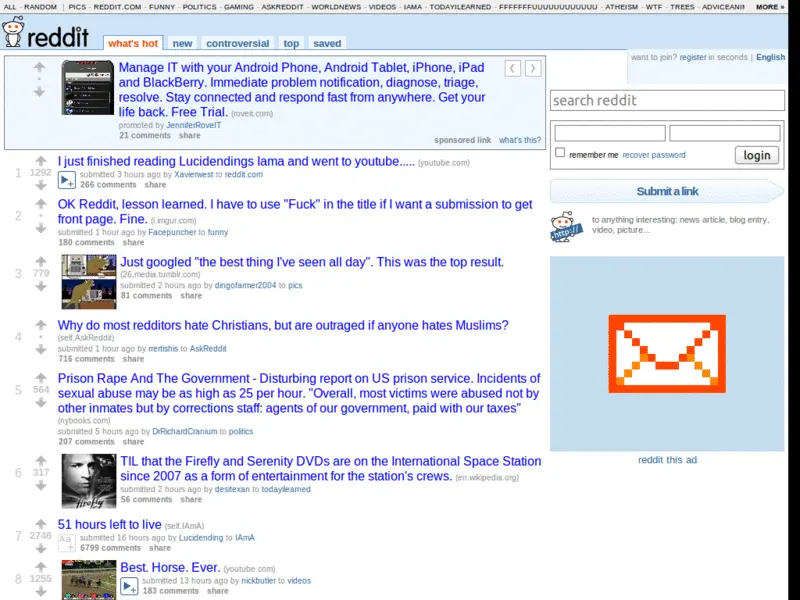 ALL - RANDOM | PICS - REDDIT.COM - FUNNY - POLITICS - GAMING - ASKREDDIT - WORLDNEWS - VIDEOS - IAMA - TODAYILEARNED - FFFFFFFUUUUUUUUUUUU - ATHEISM - WTF - TREES - ADVICEANI MORE »
reddit what's hot new controversial top saved
want to join? register in seconds | English
Manage IT with your Android Phone, Android Tablet, iPhone, iPad
and BlackBerry. Immediate problem notification, diagnose, triage,
resolve. Stay connected and respond fast from anywhere. Get your
life back. Free Trial. (roveit.com)
promoted by JenniferRoveIT
21 comments share
sponsored link what's this?
search reddit
remember me recover password login
Submit a link
to anything interesting: news article, blog entry,
video, picture...
http://
reddit this ad
1 1292 I just finished reading Lucidendings Iama and went to youtube..... (youtube.com)
submitted 3 hours ago by Xavierwest to reddit.com
266 comments share
2 OK Reddit, lesson learned. I have to use "Fuck" in the title if I want a submission to get
front page. Fine. (i.imgur.com)
submitted 1 hour ago by Facepuncher to funny
180 comments share
3 779 Just googled "the best thing I've seen all day". This was the top result.
(26.media.tumblr.com)
submitted 2 hours ago by dingofarmer2004 to pics
81 comments share
4 Why do most redditors hate Christians, but are outraged if anyone hates Muslims?
(self.AskReddit)
submitted 1 hour ago by rrertishis to AskReddit
716 comments share
5 564 Prison Rape And The Government - Disturbing report on US prison service. Incidents of
sexual abuse may be as high as 25 per hour. "Overall, most victims were abused not by
other inmates but by corrections staff: agents of our government, paid with our taxes"
(nybooks.com)
submitted 5 hours ago by DrRichardCranium to politics
207 comments share
6 317 TIL that the Firefly and Serenity DVDs are on the International Space Station
since 2007 as a form of entertainment for the station's crews. (en.wikipedia.org)
submitted 2 hours ago by desitexan to todayilearned
56 comments share
firefly
7 2746 51 hours left to live (self.IAmA)
submitted 16 hours ago by Lucidending to IAmA
6799 comments share
Aa
8 1255 Best. Horse. Ever. (youtube.com)
submitted 13 hours ago by nickbutler to videos
183 comments share